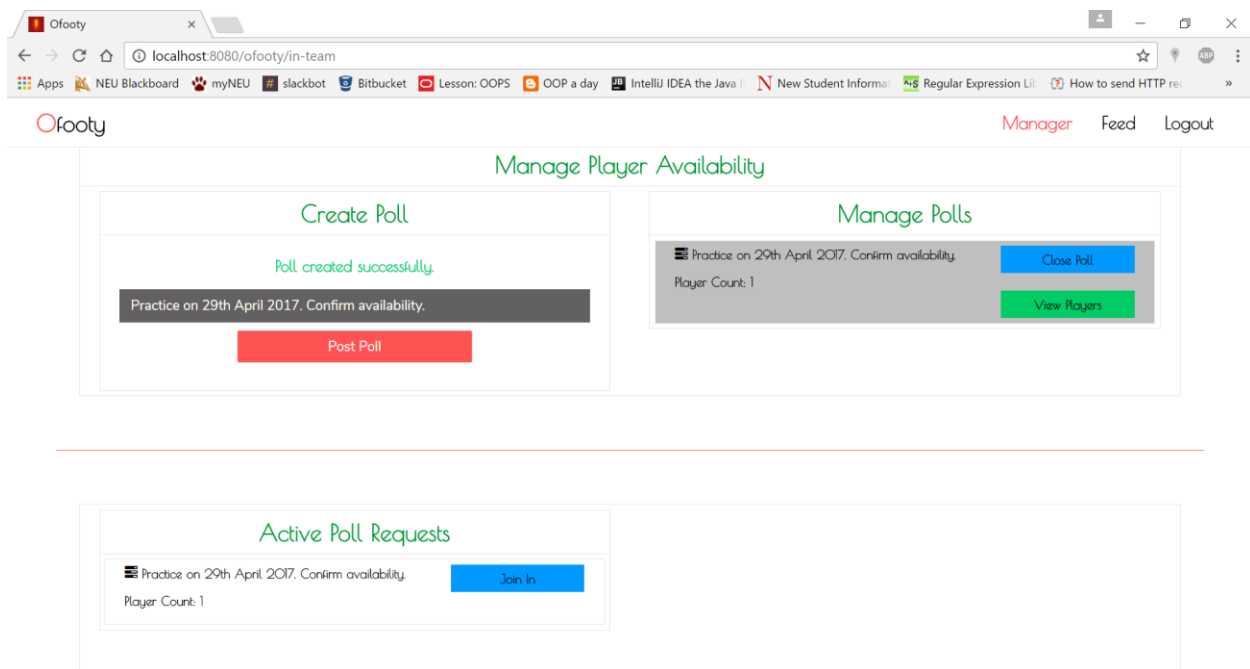 Ofooty
localhost:8080/ofooty/in-team
Apps NEU Blackboard myNEU # slackbot Bitbucket Lesson: OOPS OOP a day IntelliJ IDEA the Java New Student Informa Regular Expression Li How to send HTTP re »
Ofooty Manager Feed Logout
Manage Player Availability
Create Poll
Poll created successfully.
Practice on 29th April 2017. Confirm availability.
Post Poll
Manage Polls
Practice on 29th April 2017. Confirm availability. Close Poll
Player Count: 1
View Players
Active Poll Requests
Practice on 29th April 2017. Confirm availability. Join In
Player Count: 1